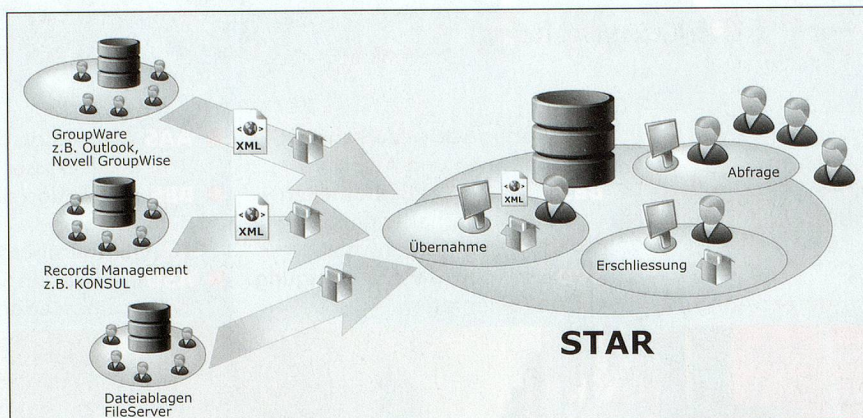 GroupWare
z.B. Outlook,
Novell GroupWise
XML
Records Management
z.B. KONSUL
XML
Dateiablagen
FileServer
XML
Übernahme
Abfrage
Erschliessung
STAR